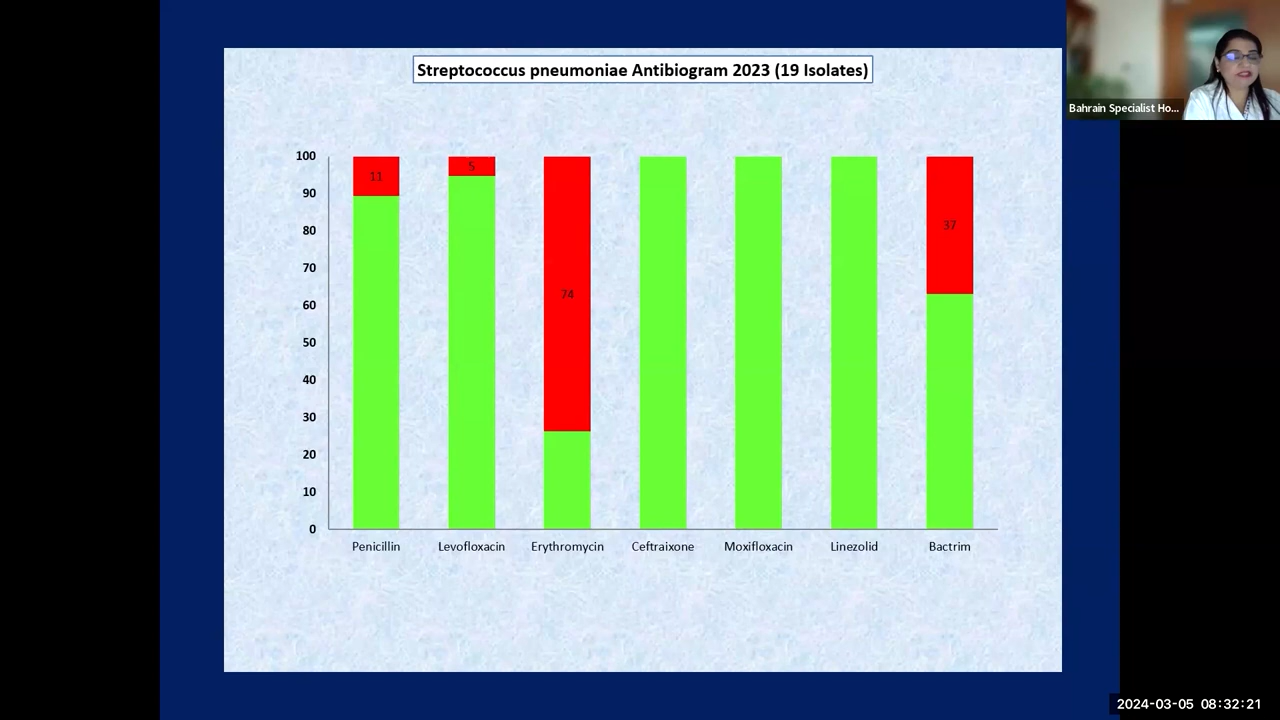 Streptococcus pneumoniae Antibiogram 2023 (19 Isolates)
Bahrain Specialist Ho...
100
90
80
70
60
50
40
30
20
10
0
11
5
74
37
Penicillin
Levofloxacin
Erythromycin
Ceftraixone
Moxifloxacin
Linezolid
Bactrim
2024-03-05 08:32:21